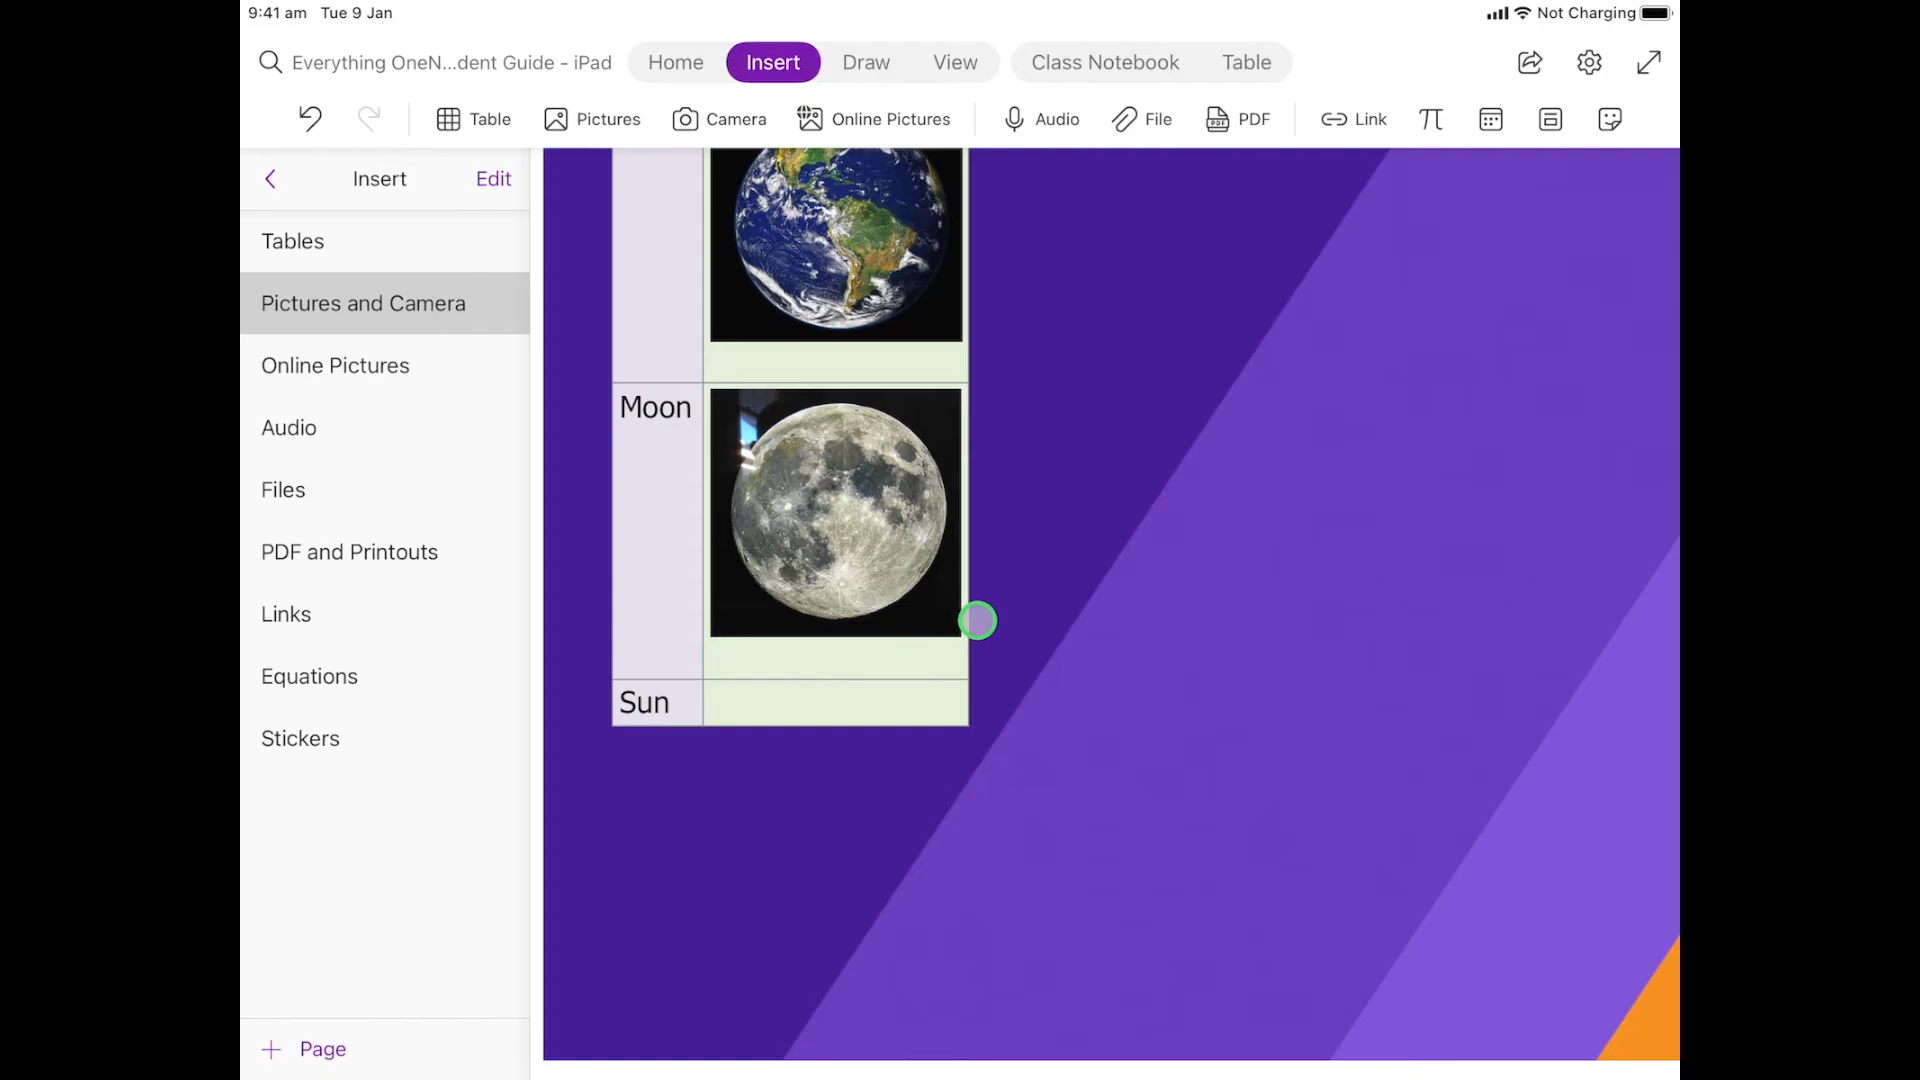 9:41 am Tue 9 Jan Not Charging
Everything OneN...dent Guide - iPad Home Insert Draw View Class Notebook Table
Table Pictures Camera Online Pictures Audio File PDF Link π
Insert Edit
Tables
Pictures and Camera
Online Pictures
Audio
Files
PDF and Printouts
Links
Equations
Stickers
+ Page
Moon
Sun